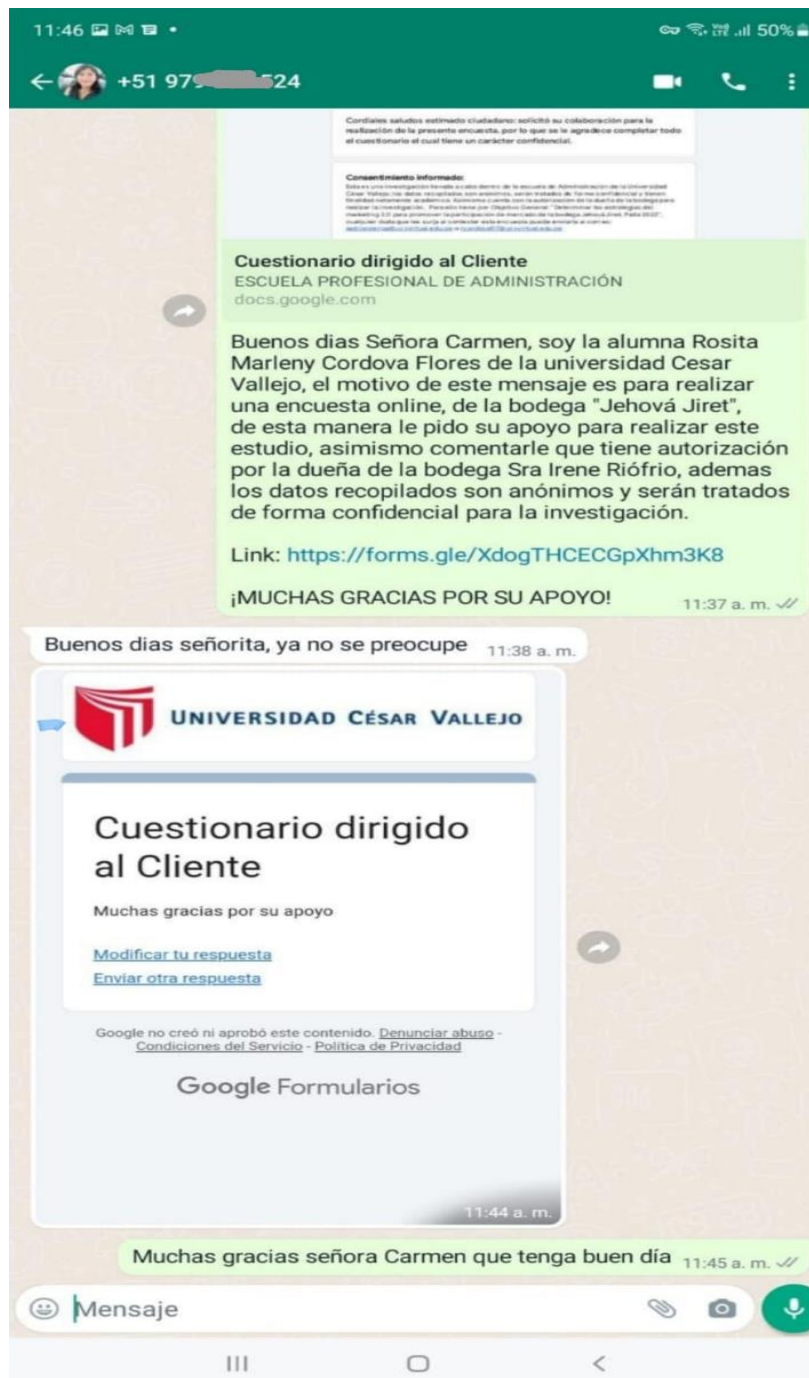 11:46
50%
+51 979 524
Cordiales saludos estimado ciudadano: solicitó su colaboración para la
realización de la presente encuesta, por lo que se le agradece completar todo
el cuestionario el cual tiene un carácter confidencial.
Consentimiento informado:
Cuestionario dirigido al Cliente
ESCUELA PROFESIONAL DE ADMINISTRACIÓN
docs.google.com
Buenos dias Señora Carmen, soy la alumna Rosita
Marleny Cordova Flores de la universidad Cesar
Vallejo, el motivo de este mensaje es para realizar
una encuesta online, de la bodega "Jehová Jiret",
de esta manera le pido su apoyo para realizar este
estudio, asimismo comentarle que tiene autorización
por la dueña de la bodega Sra Irene Riófrio, ademas
los datos recopilados son anónimos y serán tratados
de forma confidencial para la investigación.
Link: https://forms.gle/XdogTHCECGpXhm3K8
¡MUCHAS GRACIAS POR SU APOYO! 11:37 a. m.
Buenos dias señorita, ya no se preocupe 11:38 a. m.
UNIVERSIDAD CÉSAR VALLEJO
Cuestionario dirigido
al Cliente
Muchas gracias por su apoyo
Modificar tu respuesta
Enviar otra respuesta
Google no creó ni aprobó este contenido. Denunciar abuso -
Condiciones del Servicio - Política de Privacidad
Google Formularios
11:44 a. m.
Muchas gracias señora Carmen que tenga buen día 11:45 a. m.
Mensaje